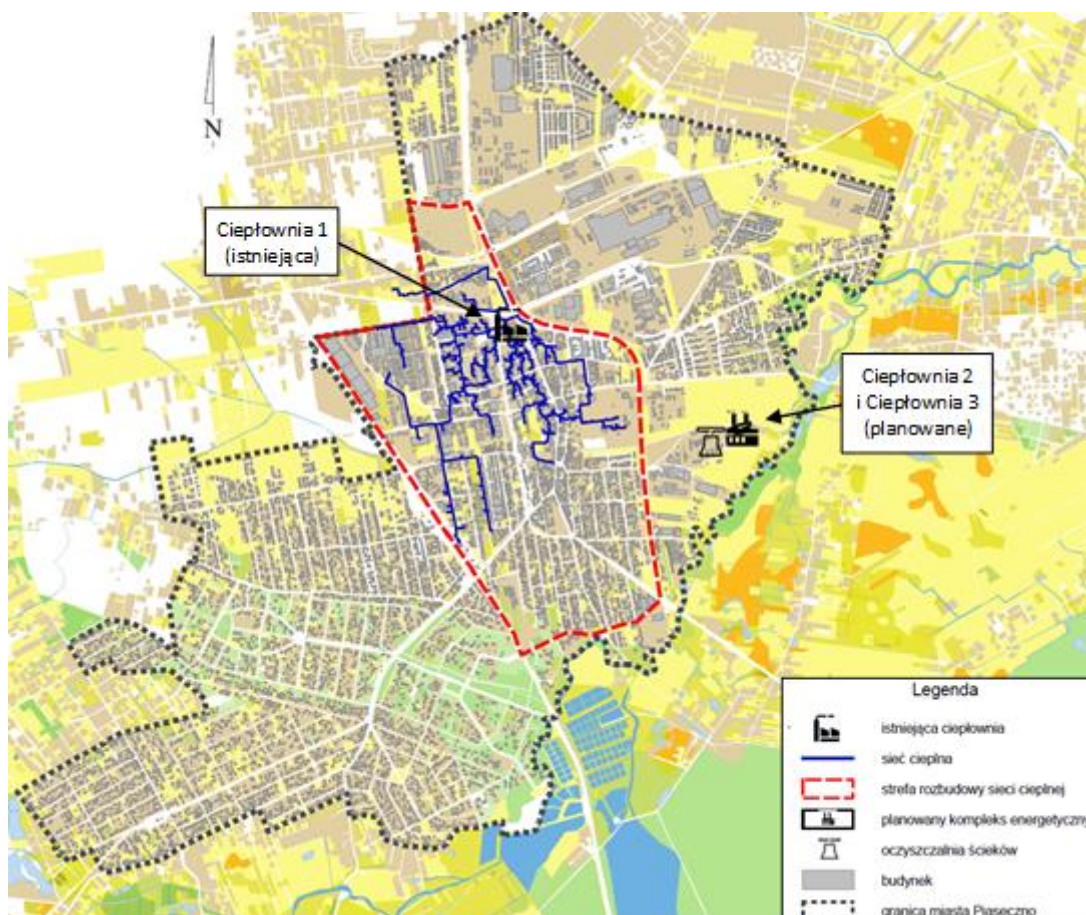 N
Ciepłownia 1
(istniejąca)
Ciepłownia 2
i Ciepłownia 3
(planowane)
Legenda
istniejąca ciepłownia
sieć cieplna
strefa rozbudowy sieci cieplnej
planowany kompleks energetyczny
oczyszczalnia ścieków
budynek
granica miasta Piaseczno